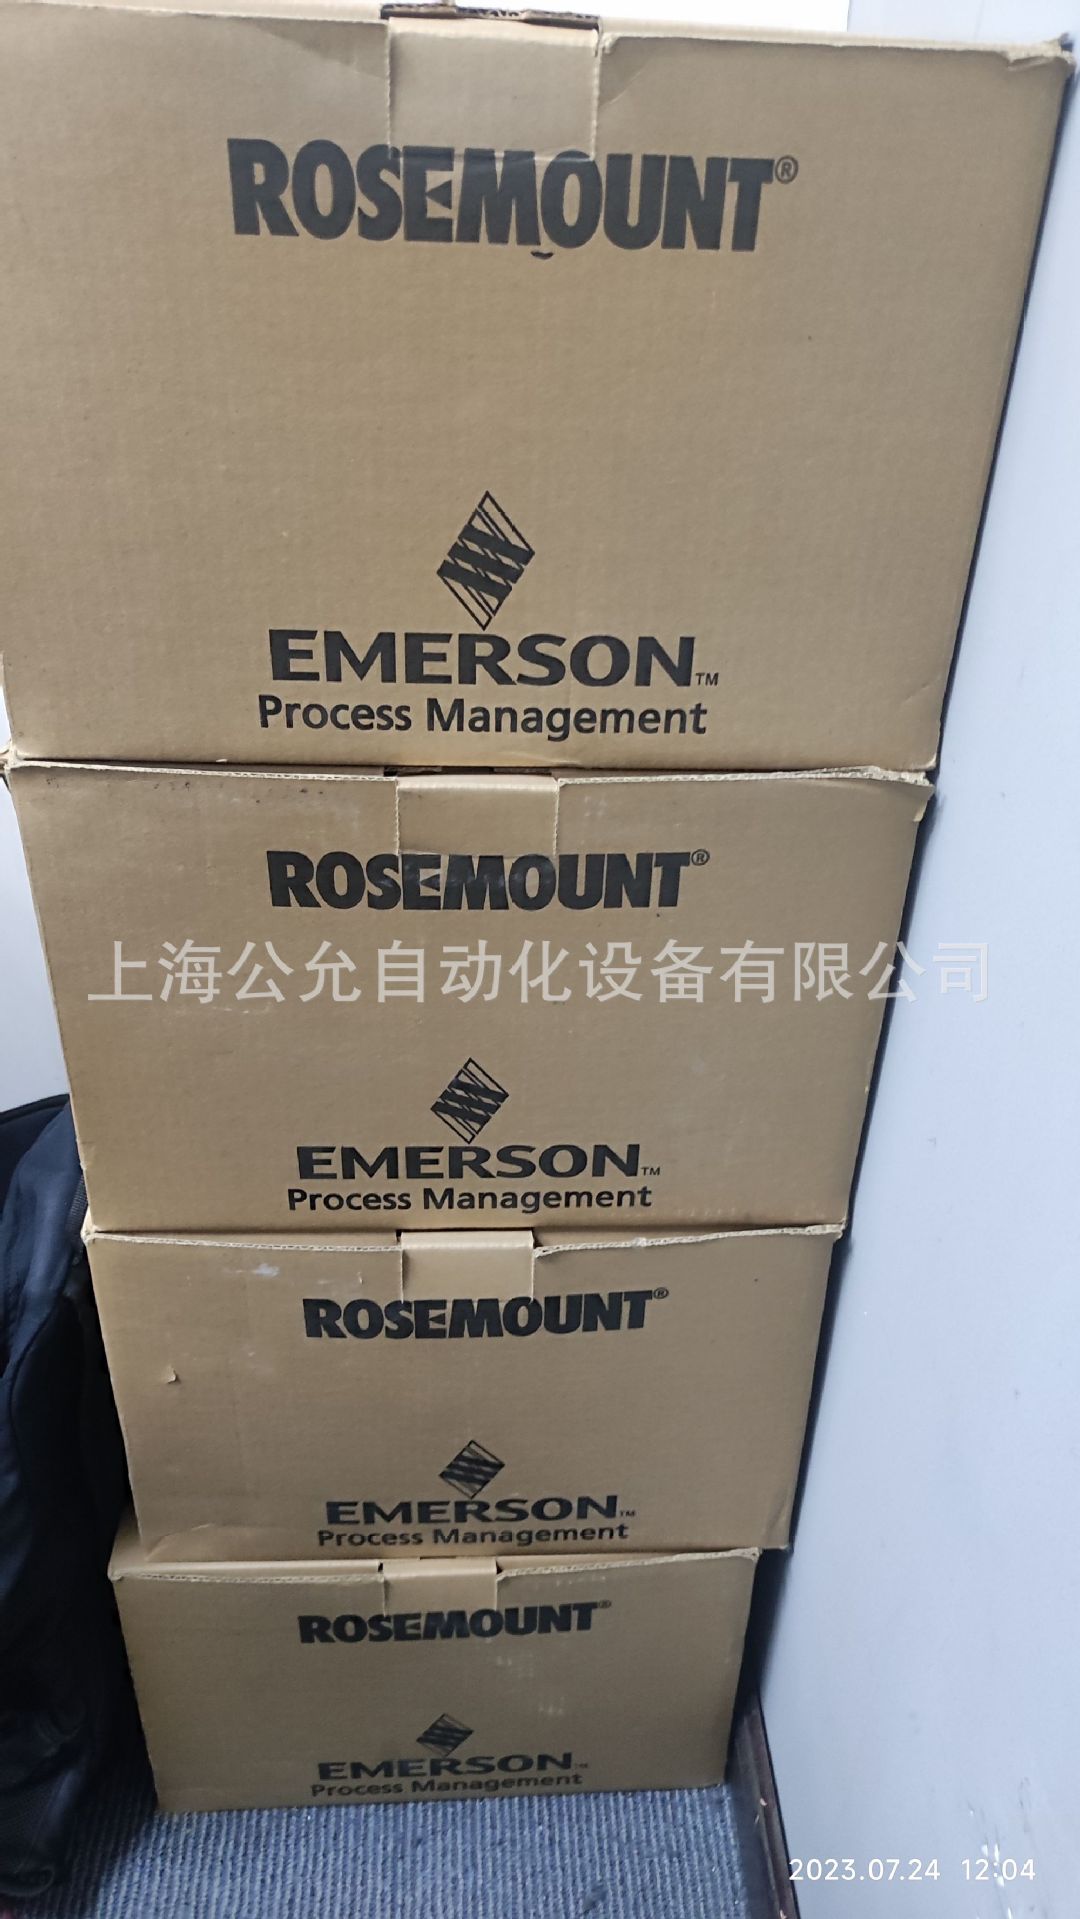 ROSEMOUNT®
EMERSON™
Process Management
ROSEMOUNT®
上海公允自动化设备有限公司
EMERSON™
Process Management
ROSEMOUNT®
EMERSON™
Process Management
ROSEMOUNT®
EMERSON™
Process Management
2023.07.24 12:04